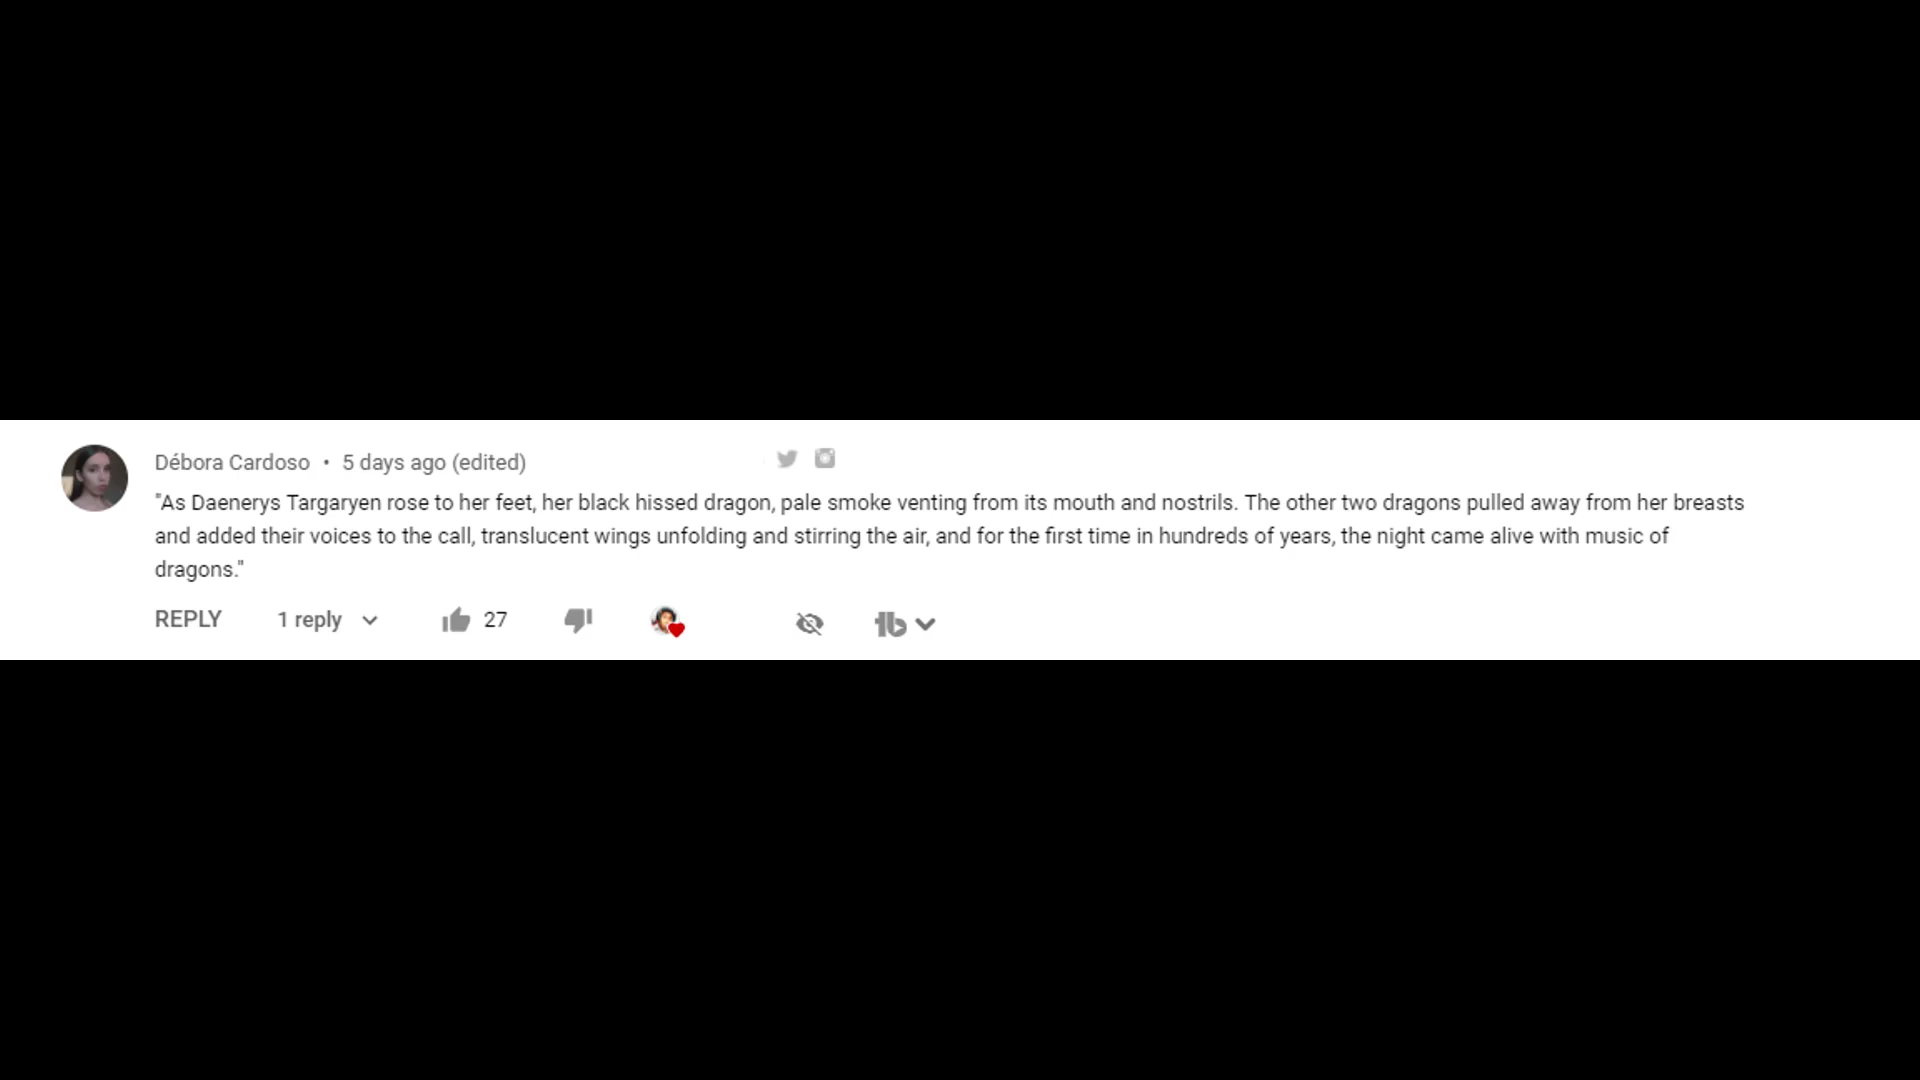 Débora Cardoso • 5 days ago (edited)
"As Daenerys Targaryen rose to her feet, her black hissed dragon, pale smoke venting from its mouth and nostrils. The other two dragons pulled away from her breasts
and added their voices to the call, translucent wings unfolding and stirring the air, and for the first time in hundreds of years, the night came alive with music of
dragons."
REPLY 1 reply 27